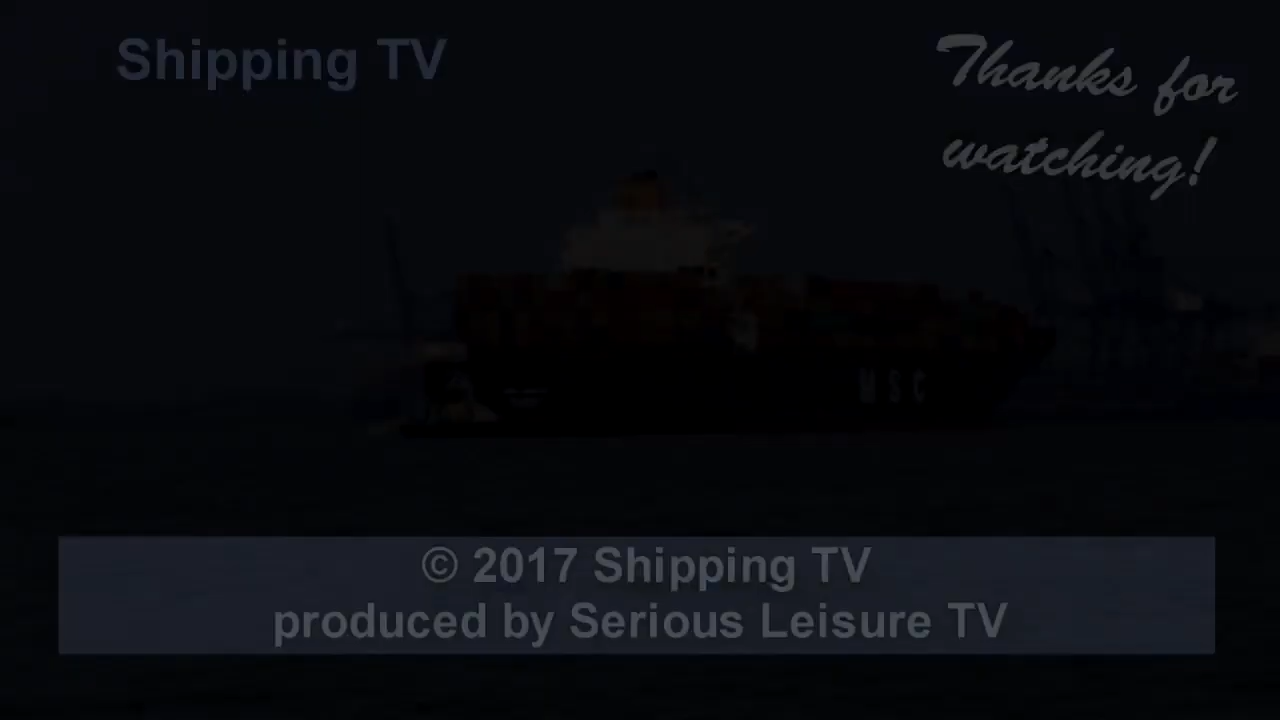 Shipping TV
Thanks for
watching!
MSC
© 2017 Shipping TV
produced by Serious Leisure TV